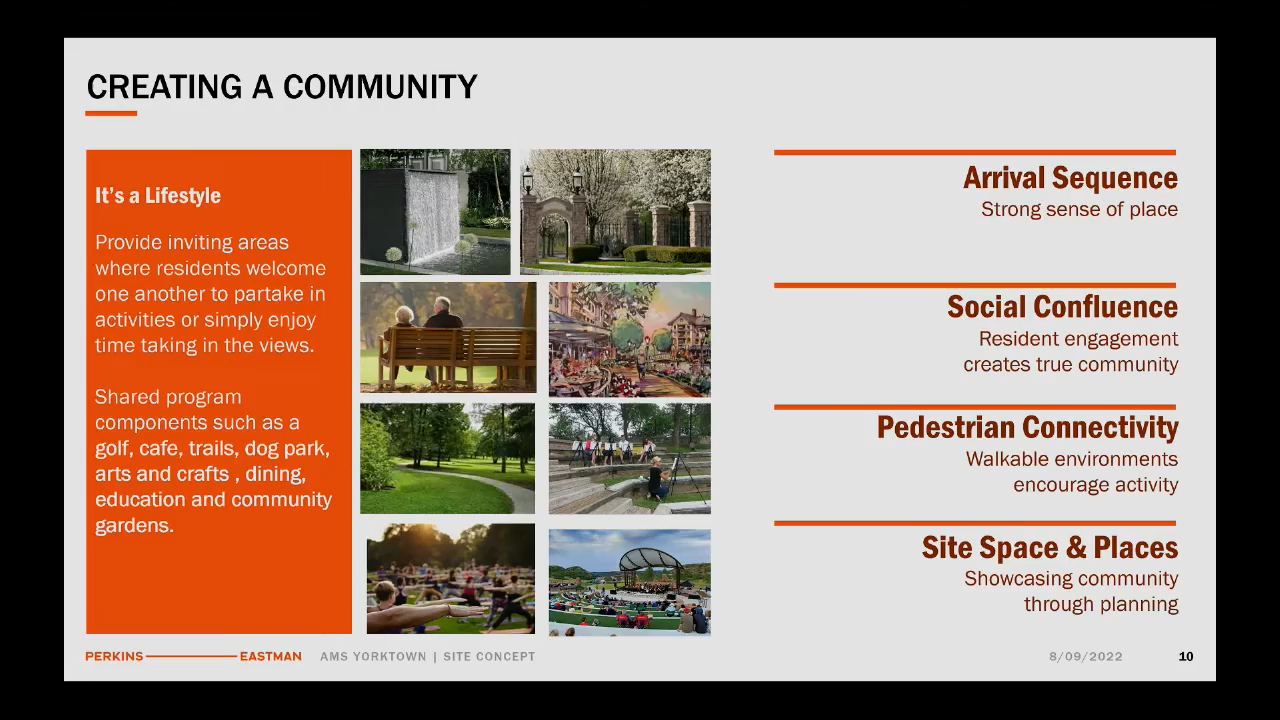 CREATING A COMMUNITY
It's a Lifestyle
Provide inviting areas
where residents welcome
one another to partake in
activities or simply enjoy
time taking in the views.
Shared program
components such as a
golf, cafe, trails, dog park,
arts and crafts , dining,
education and community
gardens.
Arrival Sequence
Strong sense of place
Social Confluence
Resident engagement
creates true community
Pedestrian Connectivity
Walkable environments
encourage activity
Site Space & Places
Showcasing community
through planning
PERKINS EASTMAN AMS YORKTOWN | SITE CONCEPT 8/09/2022 10